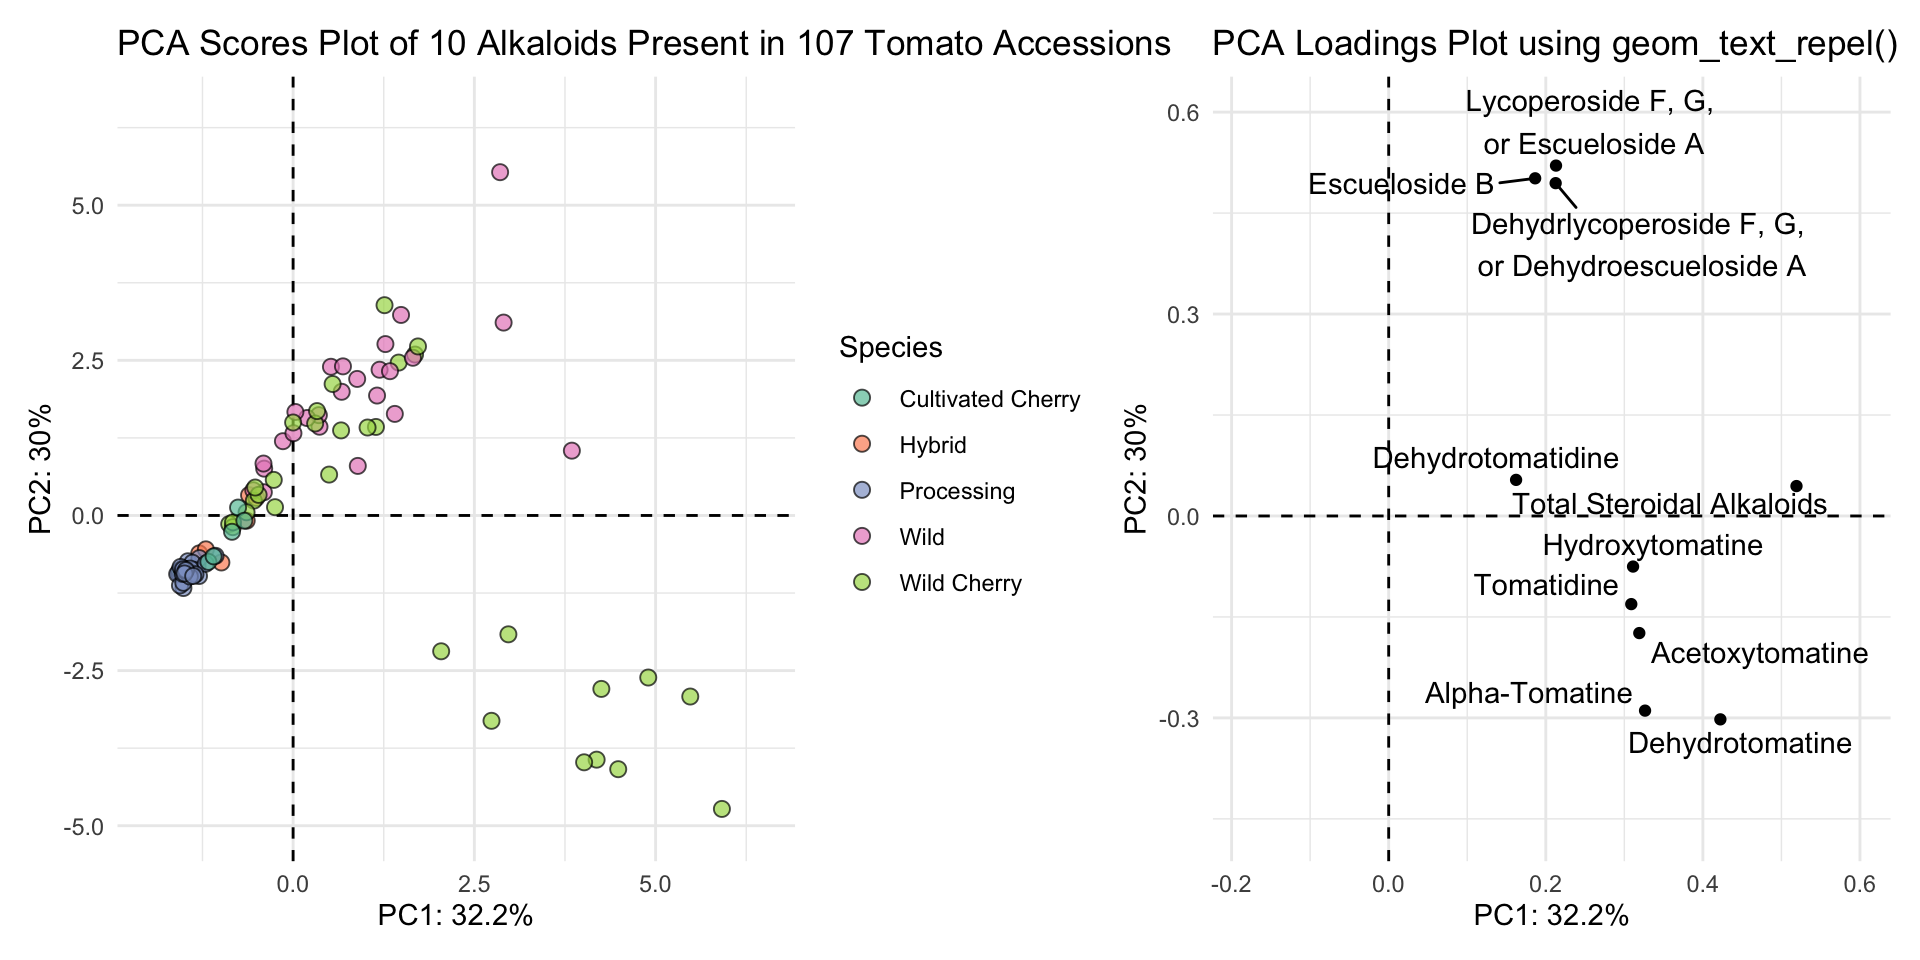 PCA Scores Plot of 10 Alkaloids Present in 107 Tomato Accessions
PC2: 30%
5.0
2.5
0.0
-2.5
-5.0
0.0
2.5
5.0
PC1: 32.2%
Species
Cultivated Cherry
Hybrid
Processing
Wild
Wild Cherry
PCA Loadings Plot using geom_text_repel()
PC2: 30%
0.6
0.3
0.0
-0.3
Lycoperoside F, G,
or Escueloside A
Escueloside B
Dehydrlycoperoside F, G,
or Dehydroescueloside A
Dehydrotomatidine
Total Steroidal Alkaloids
Hydroxytomatine
Tomatidine
Acetoxytomatine
Alpha-Tomatine
Dehydrotomatine
-0.2
0.0
0.2
0.4
0.6
PC1: 32.2%